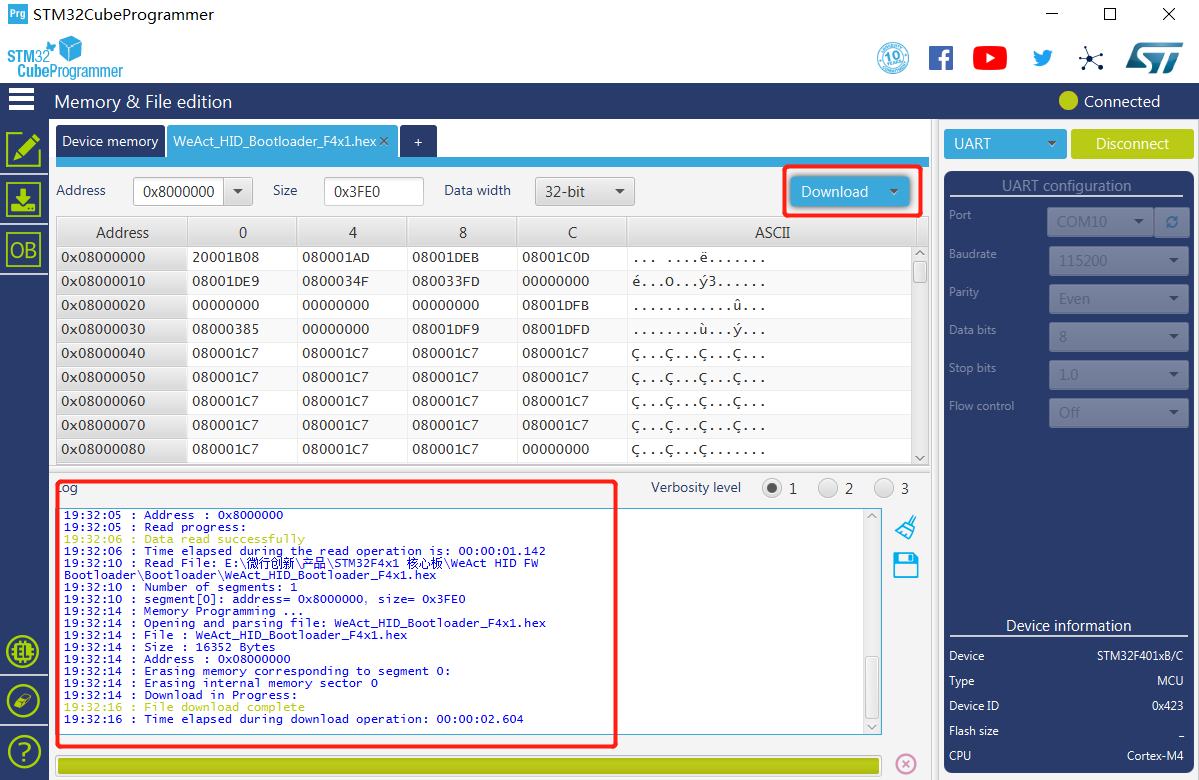 Prg STM32CubeProgrammer
STM32
CubeProgrammer
10 YEARS
Memory & File edition
Connected
Device memory WeAct_HID_Bootloader_F4x1.hex × +
UART Disconnect
Address 0x8000000 Size 0x3FE0 Data width 32-bit Download
Address 0 4 8 C ASCII
0x08000000 20001B08 080001AD 08001DEB 08001C0D ... ....ë.......
0x08000010 08001DE9 0800034F 080033FD 00000000 é...O...ý3......
0x08000020 00000000 00000000 00000000 08001DFB ............û...
0x08000030 08000385 00000000 08001DF9 08001DFD ........ù...ý...
0x08000040 080001C7 080001C7 080001C7 080001C7 Ç...Ç...Ç...Ç...
0x08000050 080001C7 080001C7 080001C7 080001C7 Ç...Ç...Ç...Ç...
0x08000060 080001C7 080001C7 080001C7 080001C7 Ç...Ç...Ç...Ç...
0x08000070 080001C7 080001C7 080001C7 080001C7 Ç...Ç...Ç...Ç...
0x08000080 080001C7 080001C7 080001C7 00000000 Ç...Ç...Ç.......
OB
Log Verbosity level 1 2 3
19:32:05 : Address : 0x8000000
19:32:05 : Read progress:
19:32:06 : Data read successfully
19:32:06 : Time elapsed during the read operation is: 00:00:01.142
19:32:10 : Read File: E:\微行创新\产品\STM32F4x1 核心板\WeAct HID FW
Bootloader\Bootloader\WeAct_HID_Bootloader_F4x1.hex
19:32:10 : Number of segments: 1
19:32:10 : segment[0]: address= 0x8000000, size= 0x3FE0
19:32:14 : Memory Programming ...
19:32:14 : Opening and parsing file: WeAct_HID_Bootloader_F4x1.hex
19:32:14 : File : WeAct_HID_Bootloader_F4x1.hex
19:32:14 : Size : 16352 Bytes
19:32:14 : Address : 0x08000000
19:32:14 : Erasing memory corresponding to segment 0:
19:32:14 : Erasing internal memory sector 0
19:32:14 : Download in Progress:
19:32:16 : File download complete
19:32:16 : Time elapsed during download operation: 00:00:02.604
UART configuration
Port COM10
Baudrate 115200
Parity Even
Data bits 8
Stop bits 1.0
Flow control Off
Device information
Device STM32F401xB/C
Type MCU
Device ID 0x423
Flash size _
CPU Cortex-M4